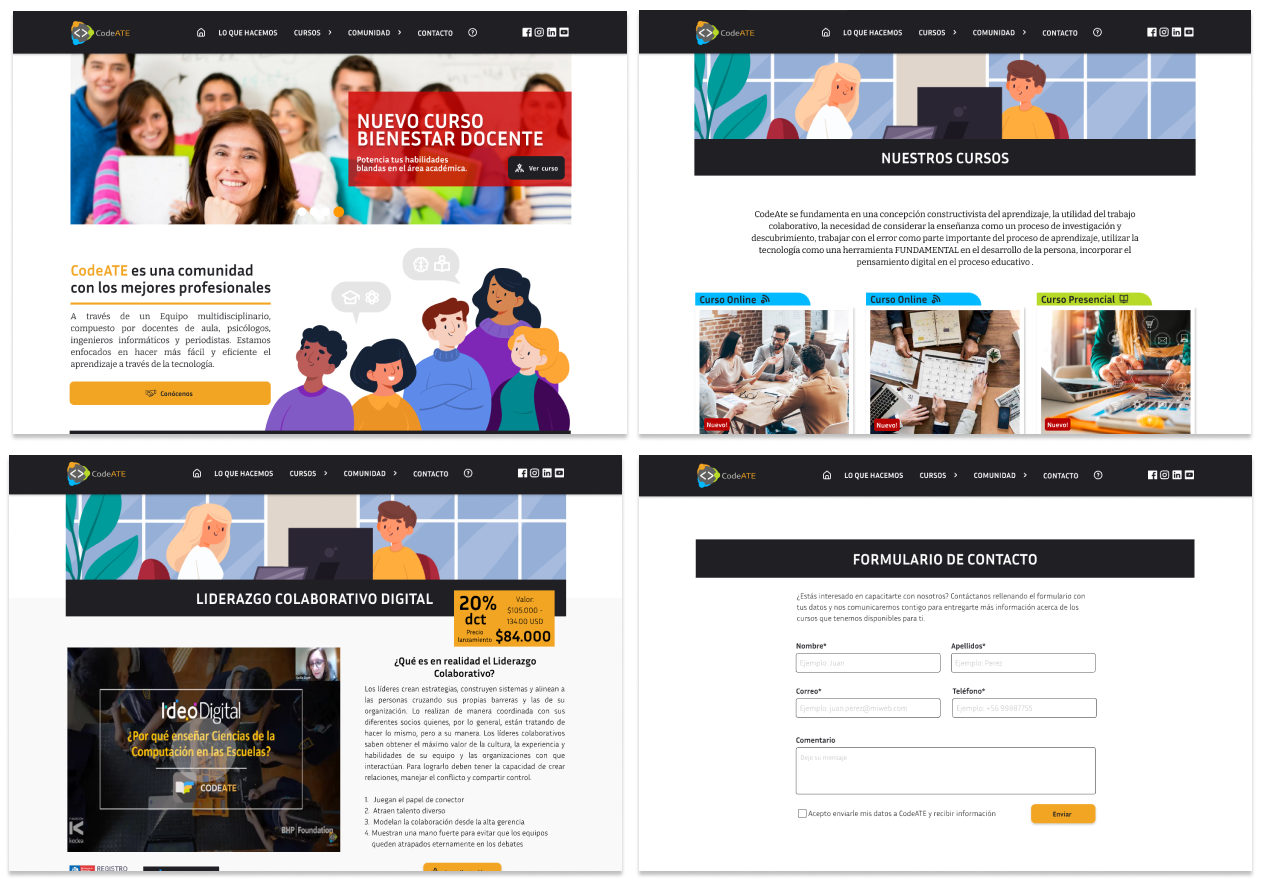 CodeATE
LO QUE HACEMOS CURSOS COMUNIDAD CONTACTO
NUEVO CURSO
BIENESTAR DOCENTE
Potencia tus habilidades
blandas en el área académica.
Ver curso
CodeATE es una comunidad
con los mejores profesionales
A través de un Equipo multidisciplinario,
compuesto por docentes de aula, psicólogos,
ingenieros informáticos y periodistas. Estamos
enfocados en hacer más fácil y eficiente el
aprendizaje a través de la tecnología.
Conócenos
CodeATE
LO QUE HACEMOS CURSOS COMUNIDAD CONTACTO
NUESTROS CURSOS
CodeAte se fundamenta en una concepción constructivista del aprendizaje, la utilidad del trabajo
colaborativo, la necesidad de considerar la enseñanza como un proceso de investigación y
descubrimiento, trabajar con el error como parte importante del proceso de aprendizaje, utilizar la
tecnología como una herramienta FUNDAMENTAL en el desarrollo de la persona, incorporar el
pensamiento digital en el proceso educativo .
Curso Online
Curso Online
Curso Presencial
Nuevo!
Nuevo!
Nuevo!
CodeATE
LO QUE HACEMOS CURSOS COMUNIDAD CONTACTO
LIDERAZGO COLABORATIVO DIGITAL
20%
dct
Valor:
$105.000 -
134.00 USD
Precio
lanzamiento
$84.000
IdeoDigital
¿Por qué enseñar Ciencias de la
Computación en las Escuelas?
CODEATE
BHP Foundation
¿Qué es en realidad el Liderazgo
Colaborativo?
Los líderes crean estrategias, construyen sistemas y alinean a
las personas cruzando sus propias barreras y las de su
organización. Lo realizan de manera coordinada con sus
diferentes socios quienes, por lo general, están tratando de
hacer lo mismo, pero a su manera. Los líderes colaborativos
saben obtener el máximo valor de la cultura, la experiencia y
habilidades de su equipo y las organizaciones con que
interactúan. Para lograrlo deben tener la capacidad de crear
relaciones, manejar el conflicto y compartir control.
1. Juegan el papel de conector
2. Atraen talento diverso
3. Modelan la colaboración desde la alta gerencia
4. Muestran una mano fuerte para evitar que los equipos
queden atrapados eternamente en los debates
REGISTRO
CodeATE
LO QUE HACEMOS CURSOS COMUNIDAD CONTACTO
FORMULARIO DE CONTACTO
¿Estás interesado en capacitarte con nosotros? Contáctanos rellenando el formulario con
tus datos y nos comunicaremos contigo para entregarte más información acerca de los
cursos que tenemos disponibles para ti.
Nombre* Apellidos*
Ejemplo: Juan Ejemplo: Perez
Correo* Teléfono*
Ejemplo: juan.perez@miweb.com Ejemplo: +56 99387755
Comentario
Deje su mensaje
Acepto enviarle mis datos a CodeATE y recibir información
Enviar